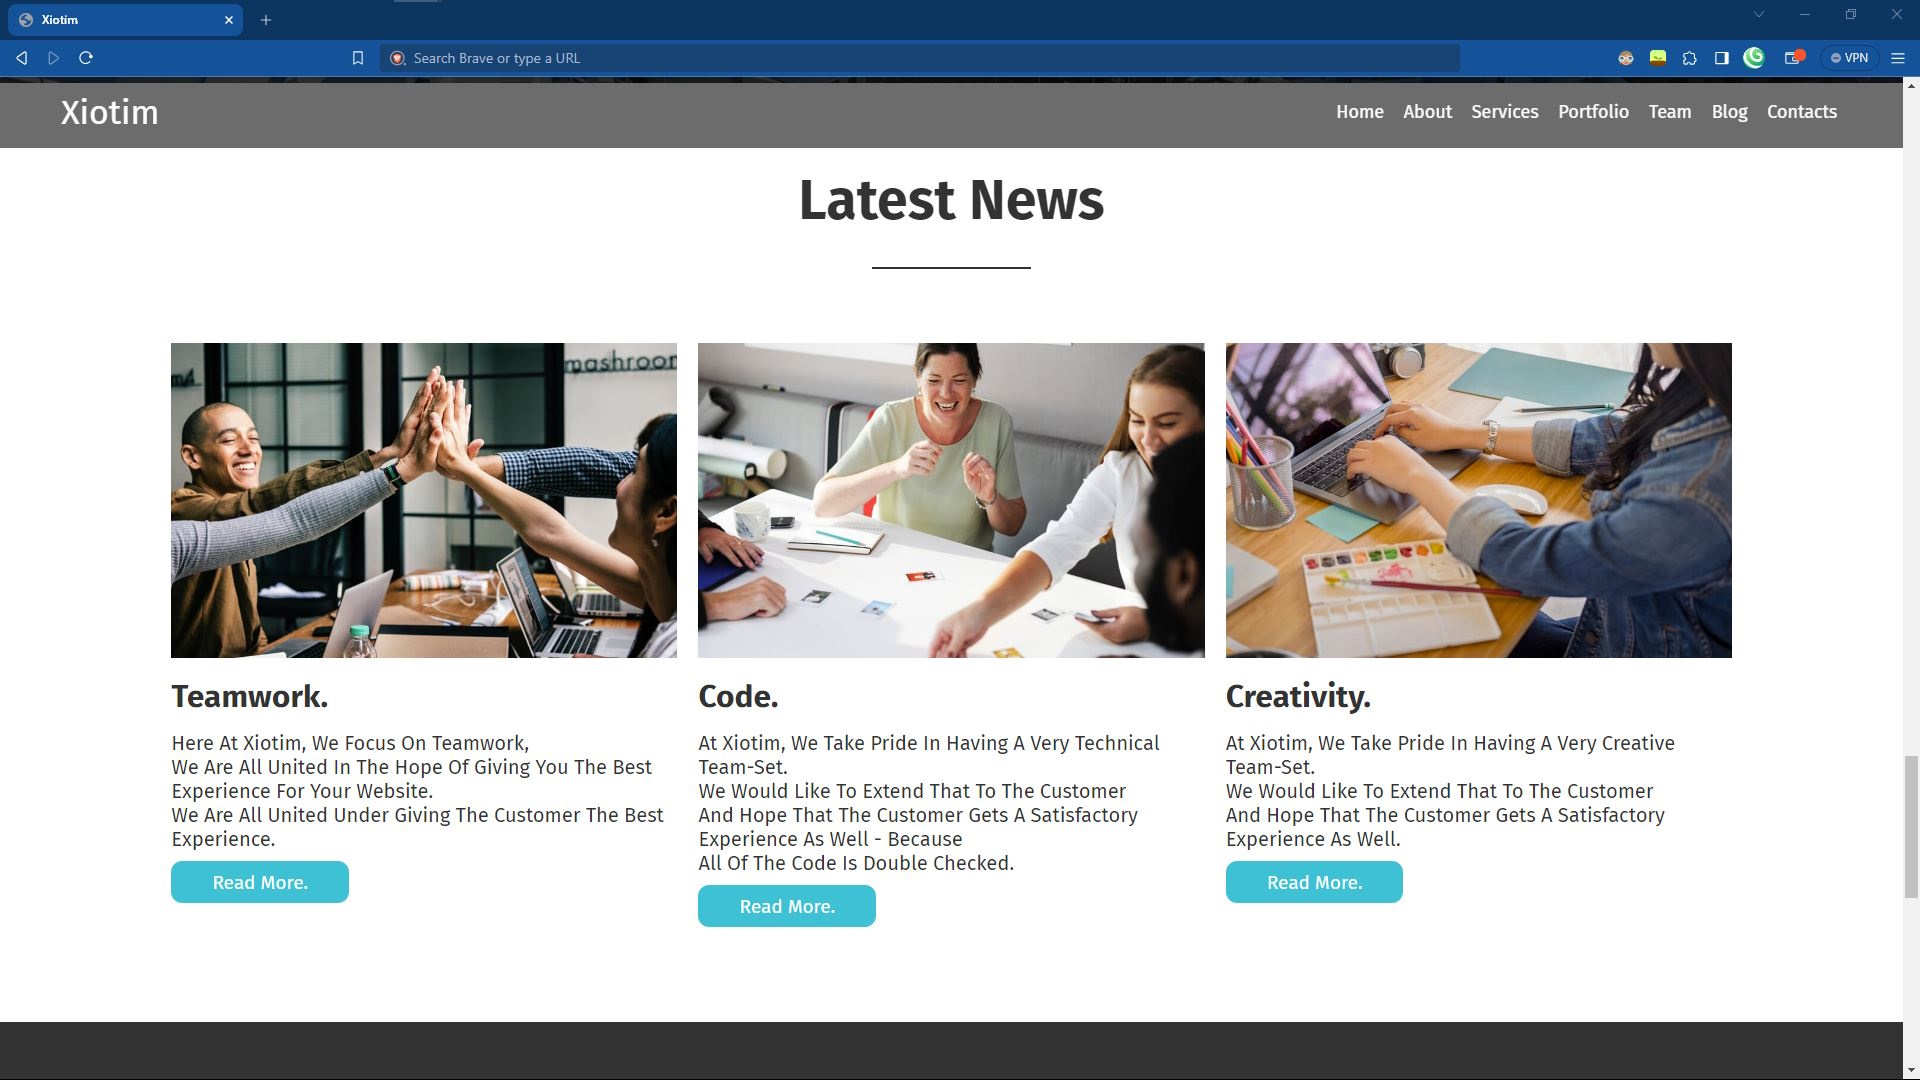 Xiotim
Search Brave or type a URL
VPN
Xiotim
Home About Services Portfolio Team Blog Contacts
Latest News
mashroom
Teamwork.
Here At Xiotim, We Focus On Teamwork,
We Are All United In The Hope Of Giving You The Best
Experience For Your Website.
We Are All United Under Giving The Customer The Best
Experience.
Read More.
Code.
At Xiotim, We Take Pride In Having A Very Technical
Team-Set.
We Would Like To Extend That To The Customer
And Hope That The Customer Gets A Satisfactory
Experience As Well - Because
All Of The Code Is Double Checked.
Read More.
Creativity.
At Xiotim, We Take Pride In Having A Very Creative
Team-Set.
We Would Like To Extend That To The Customer
And Hope That The Customer Gets A Satisfactory
Experience As Well.
Read More.